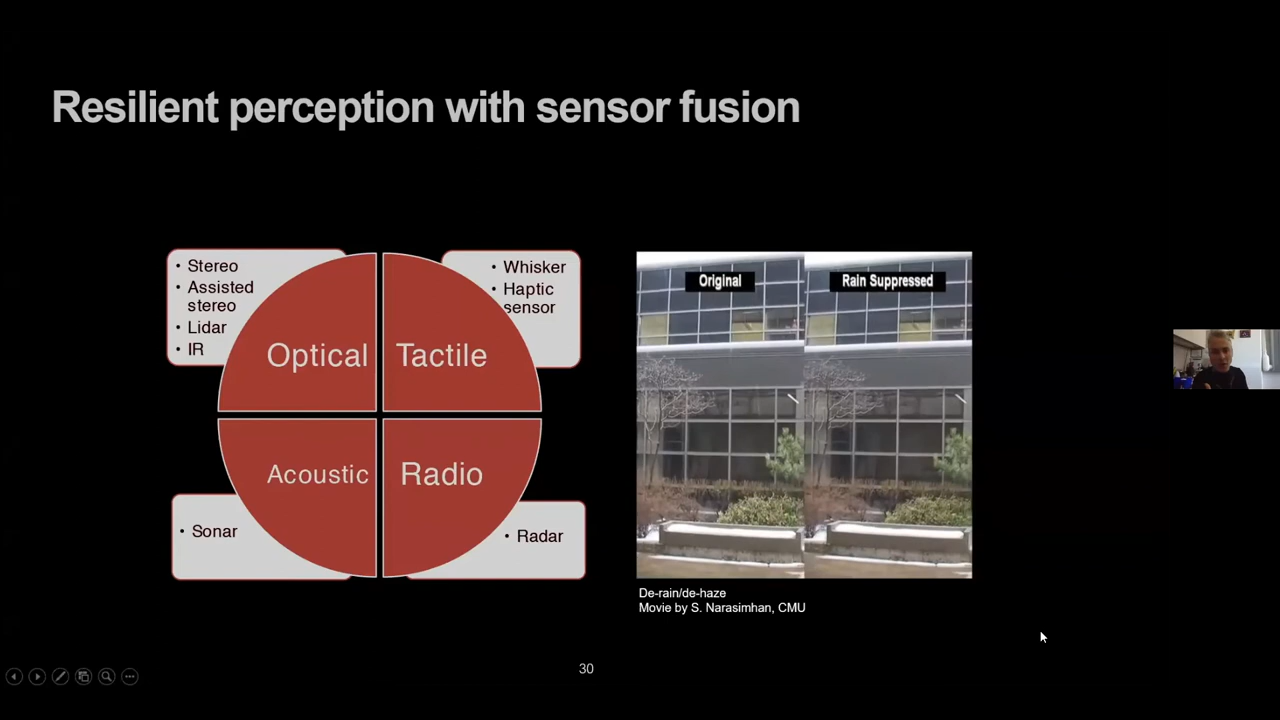 Resilient perception with sensor fusion
• Stereo
• Assisted
stereo
• Lidar
• IR
• Whisker
• Haptic
sensor
Optical
Tactile
Acoustic
Radio
• Sonar
• Radar
Original
Rain Suppressed
De-rain/de-haze
Movie by S. Narasimhan, CMU
30